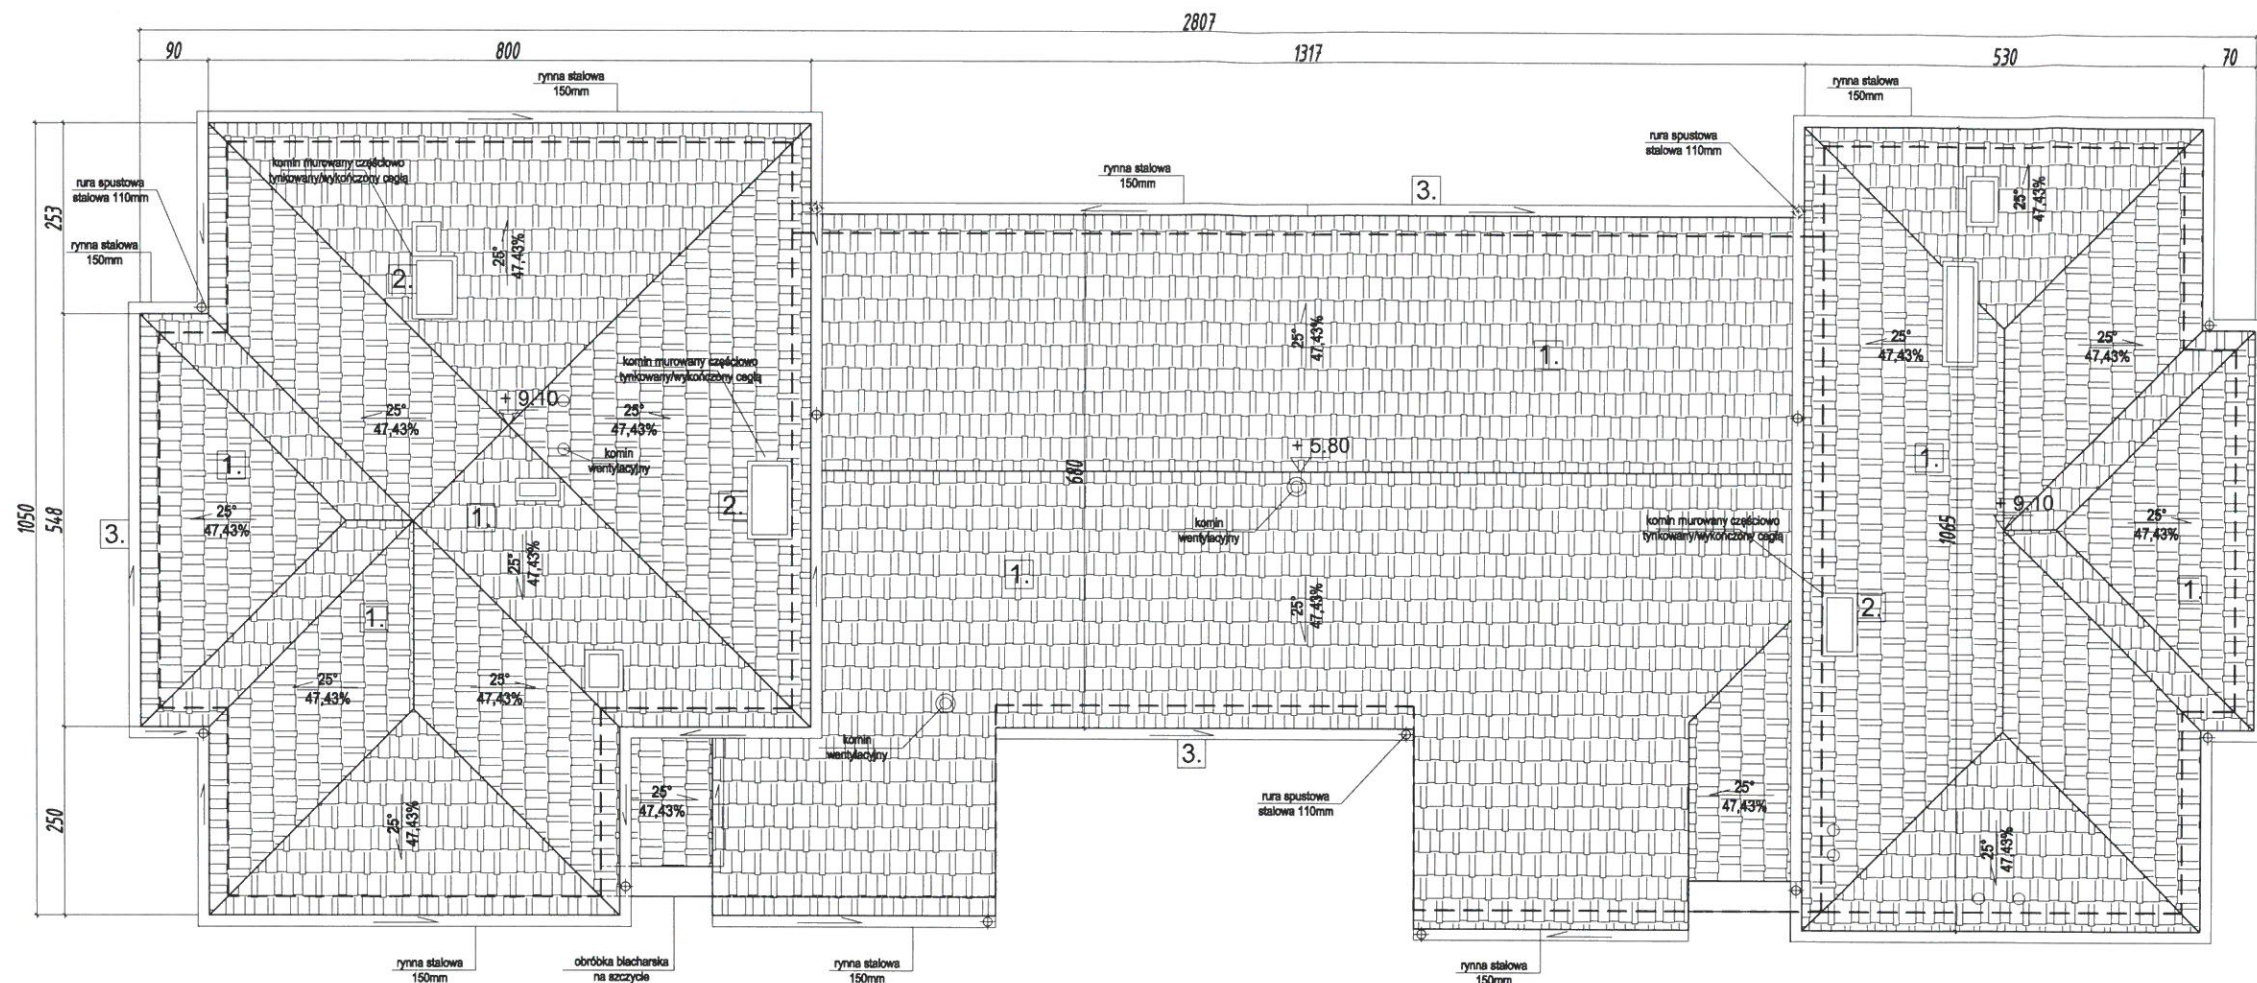 2807
90
800
1317
530
70
rynna stalowa
150mm
rynna stalowa
150mm
rura spustowa
stalowa 110mm
rynna stalowa
150mm
3.
komin murowany częściowo
tynkowany/wykończony cegłą
rura spustowa
stalowa 110mm
253
rynna stalowa
150mm
25°
47,43%
25°
47,43%
2.
25°
47,43%
1.
25°
47,43%
25°
47,43%
komin murowany częściowo
tynkowany/wykończony cegłą
+ 9.10
25°
47,43%
25°
47,43%
+ 5.80
komin
wentylacyjny
1.
680
1.
2.
1.
+ 9.10
1050
548
3.
25°
47,43%
25°
47,43%
komin
wentylacyjny
komin murowany częściowo
tynkowany/wykończony cegłą
1065
25°
47,43%
1.
1.
25°
47,43%
2.
1.
25°
47,43%
25°
47,43%
komin
wentylacyjny
3.
250
25°
47,43%
25°
47,43%
rura spustowa
stalowa 110mm
25°
47,43%
25°
47,43%
rynna stalowa
150mm
obróbka blacharska
na szczycie
rynna stalowa
150mm
rynna stalowa
150mm